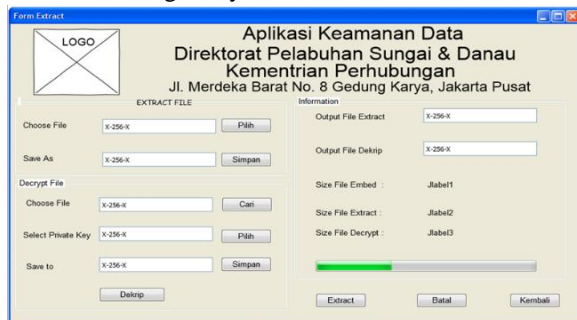 Form Extract
LOGO
Aplikasi Keamanan Data
Direktorat Pelabuhan Sungai & Danau
Kementrian Perhubungan
Jl. Merdeka Barat No. 8 Gedung Karya, Jakarta Pusat
EXTRACT FILE
Choose File X-256-X Pilih
Save As X-256-X Simpan
Decrypt File
Choose File X-256-X Cari
Select Private Key X-256-X Pilih
Save to X-256-X Simpan
Dekrip
Information
Output File Extract X-256-X
Output File Dekrip X-256-X
Size File Embed : Jlabel1
Size File Extract : Jlabel2
Size File Decrypt : Jlabel3
Extract Batal Kembali